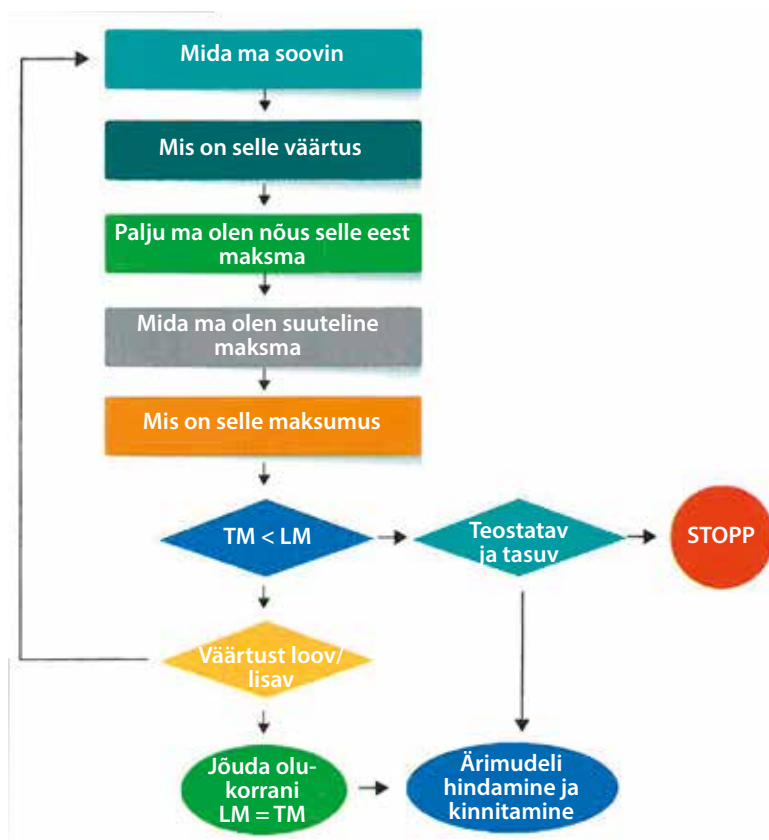 Mida ma soovin
Mis on selle väärtus
Palju ma olen nõus selle eest
maksma
Mida ma olen suuteline
maksma
Mis on selle maksumus
TM < LM
Teostatav
ja tasuv
STOPP
Väärtust loov/
lisav
Jõuda olu-
korrani
LM = TM
Ärimudeli
hindamine ja
kinnitamine